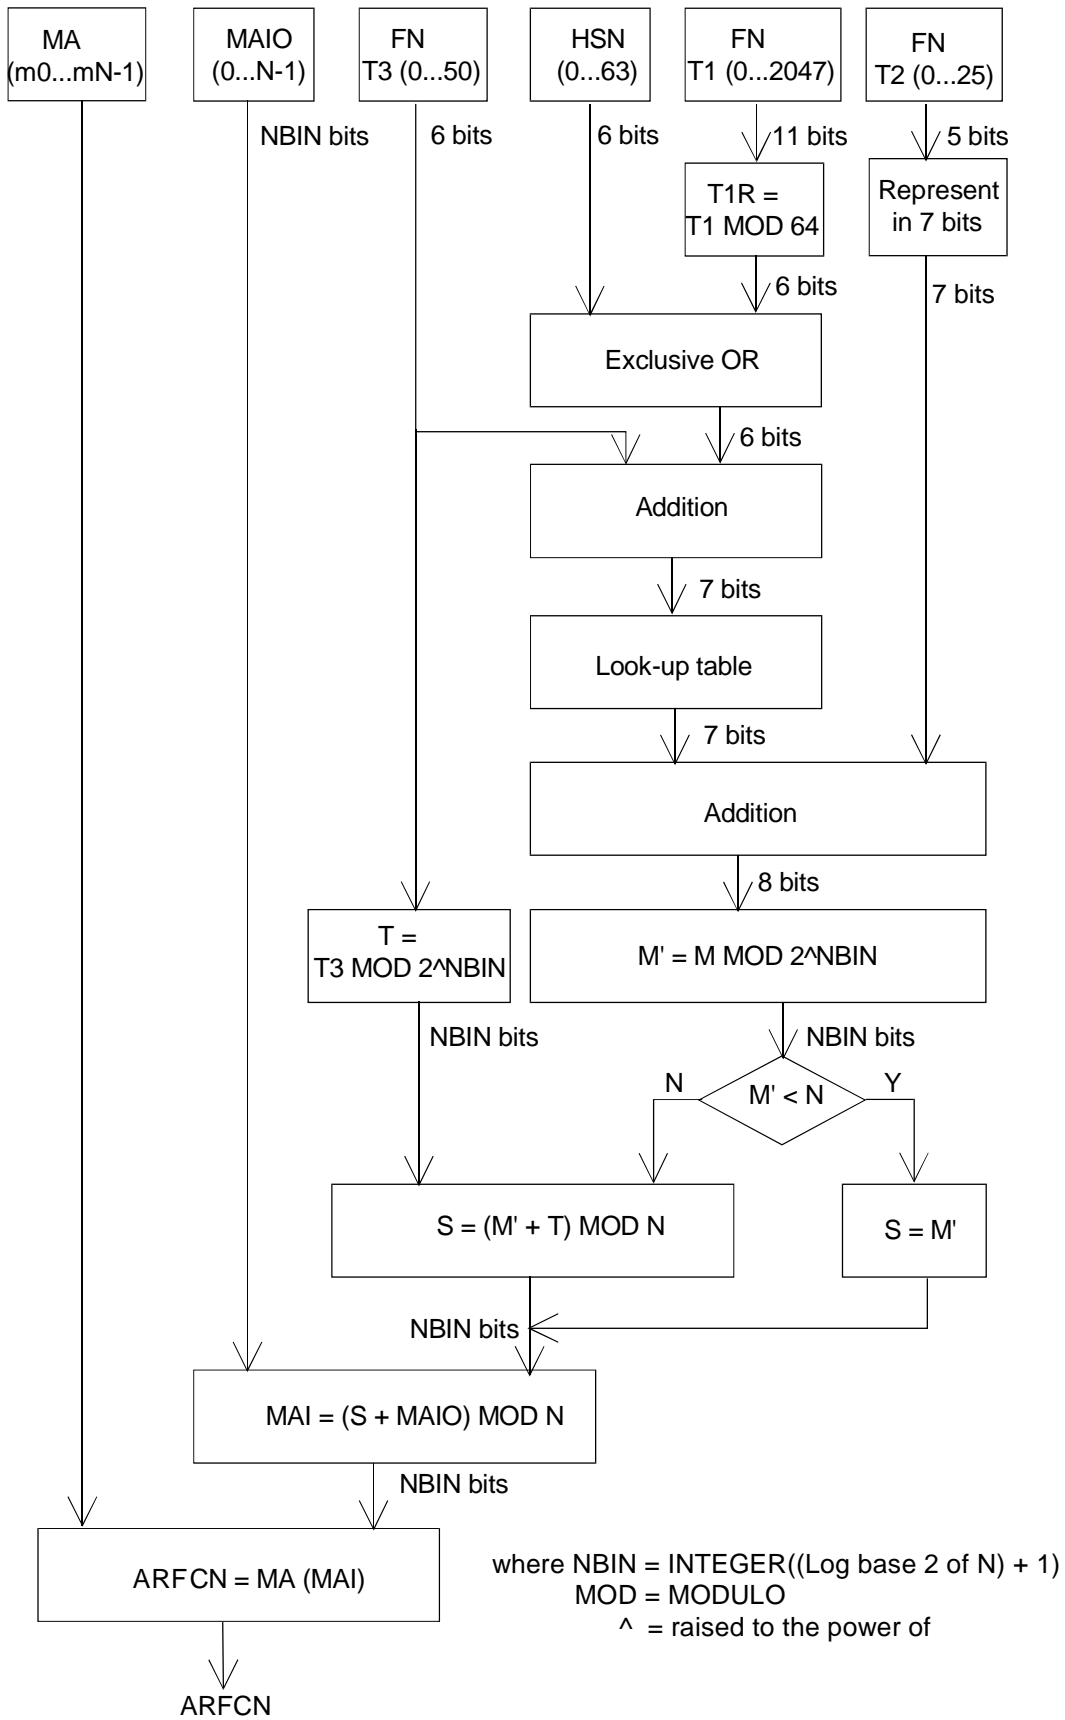 MA
(m0...mN-1)
MAIO
(0...N-1)
FN
T3 (0...50)
HSN
(0...63)
FN
T1 (0...2047)
FN
T2 (0...25)
NBIN bits
6 bits
6 bits
11 bits
5 bits
T1R =
T1 MOD 64
Represent
in 7 bits
6 bits
7 bits
Exclusive OR
6 bits
Addition
7 bits
Look-up table
7 bits
Addition
8 bits
T =
T3 MOD 2^NBIN
M' = M MOD 2^NBIN
NBIN bits
NBIN bits
N
M' < N
Y
S = (M' + T) MOD N
S = M'
NBIN bits
MAI = (S + MAIO) MOD N
NBIN bits
ARFCN = MA (MAI)
where NBIN = INTEGER((Log base 2 of N) + 1)
MOD = MODULO
^ = raised to the power of
ARFCN